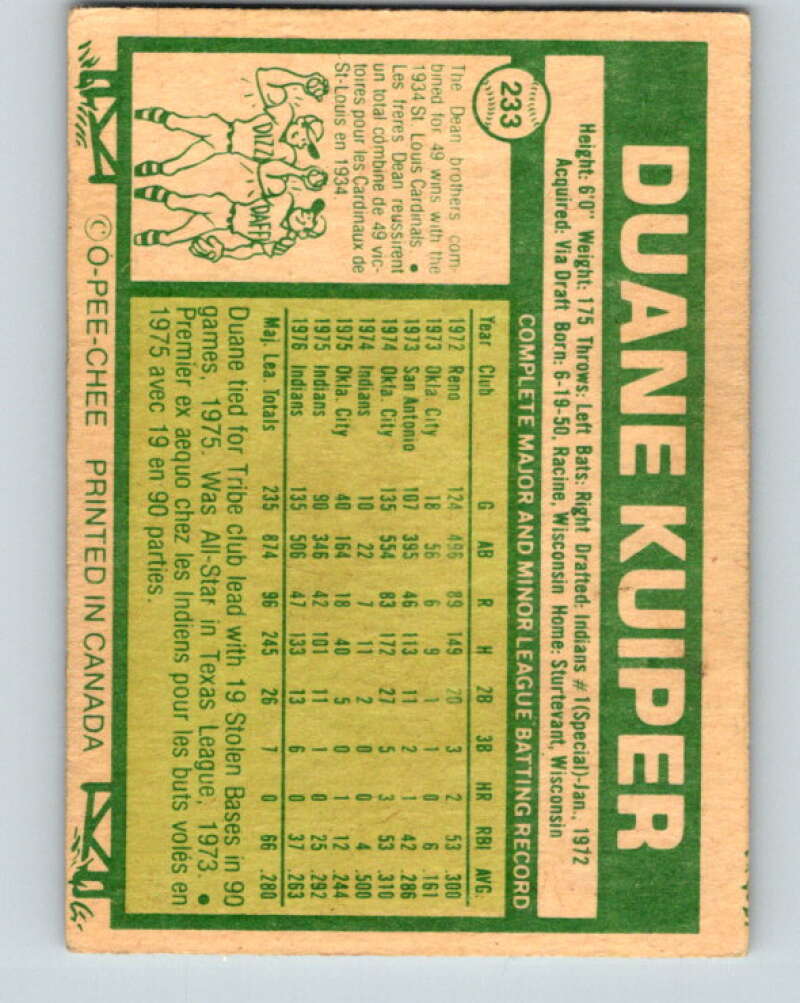 DUANE KUIPER
233
Height: 6'0" Weight: 175 Throws: Left Bats: Right Drafted: Indians #1(Special)-Jan., 1972
Acquired: Via Draft Born: 6-19-50, Racine, Wisconsin Home: Sturtevant, Wisconsin
COMPLETE MAJOR AND MINOR LEAGUE BATTING RECORD
The Dean brothers com-
bined for 49 wins with the
1934 St. Louis Cardinals. •
Les freres Dean reussirent
un total combine de 49 vic-
toires pour les Cardinaux de
St-Louis en 1934
DIZZ
DAFF
Year Club G AB R H 2B 3B HR RBI AVG.
1972 Reno 124 496 89 149 20 3 2 53 .300
1973 Okla. City 18 56 6 9 1 1 0 6 .161
1973 San Antonio 107 395 46 113 11 2 1 42 .286
1974 Okla. City 135 554 83 172 27 5 3 53 .310
1974 Indians 10 22 7 11 2 0 0 4 .500
1975 Okla. City 40 164 18 40 5 0 1 12 .244
1975 Indians 90 346 42 101 11 1 0 25 .292
1976 Indians 135 506 47 133 13 6 0 37 .263
Maj. Lea. Totals 235 874 96 245 26 7 0 66 .280
Duane tied for Tribe club lead with 19 Stolen Bases in 90
games, 1975. Was All-Star in Texas League, 1973. •
Premier ex aequo chez les Indiens pour les buts volés en
1975 avec 19 en 90 parties.
© O-PEE-CHEE PRINTED IN CANADA